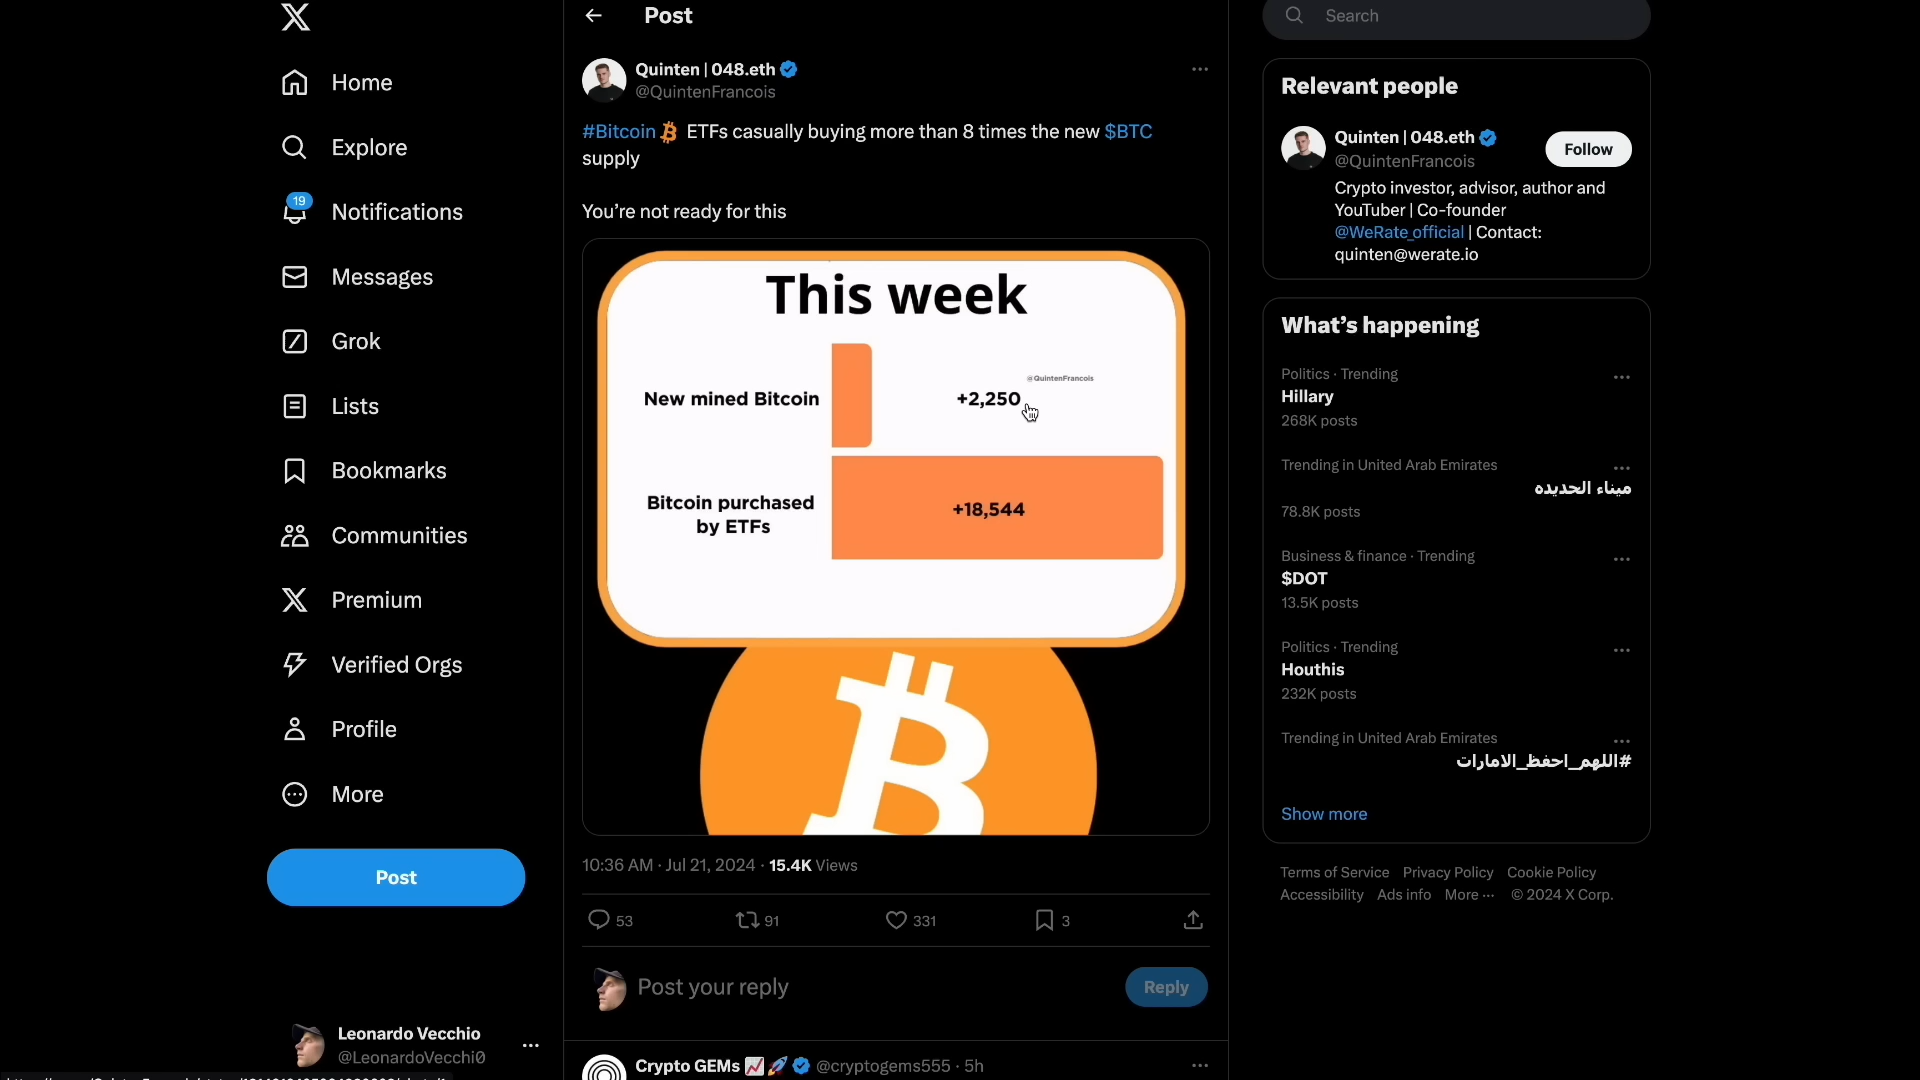 Home
Explore
19
Notifications
Messages
Grok
Lists
Bookmarks
Communities
Premium
Verified Orgs
Profile
More
Post
Leonardo Vecchio
@LeonardoVecchi0
Post
Quinten | 048.eth
@QuintenFrancois
#Bitcoin ETFs casually buying more than 8 times the new $BTC
supply
You're not ready for this
This week
@QuintenFrancois
New mined Bitcoin +2,250
Bitcoin purchased
by ETFs
+18,544
10:36 AM · Jul 21, 2024 · 15.4K Views
53 91 331 3
Post your reply
Reply
Crypto GEMs @cryptogems555 · 5h
Search
Relevant people
Quinten | 048.eth
@QuintenFrancois
Follow
Crypto investor, advisor, author and
YouTuber | Co-founder
@WeRate_official | Contact:
quinten@werate.io
What's happening
Politics · Trending
Hillary
268K posts
Trending in United Arab Emirates
ميناء الحديده
78.8K posts
Business & finance · Trending
$DOT
13.5K posts
Politics · Trending
Houthis
232K posts
Trending in United Arab Emirates
#اللهم_احفظ_الامارات
Show more
Terms of Service Privacy Policy Cookie Policy
Accessibility Ads info More ··· © 2024 X Corp.